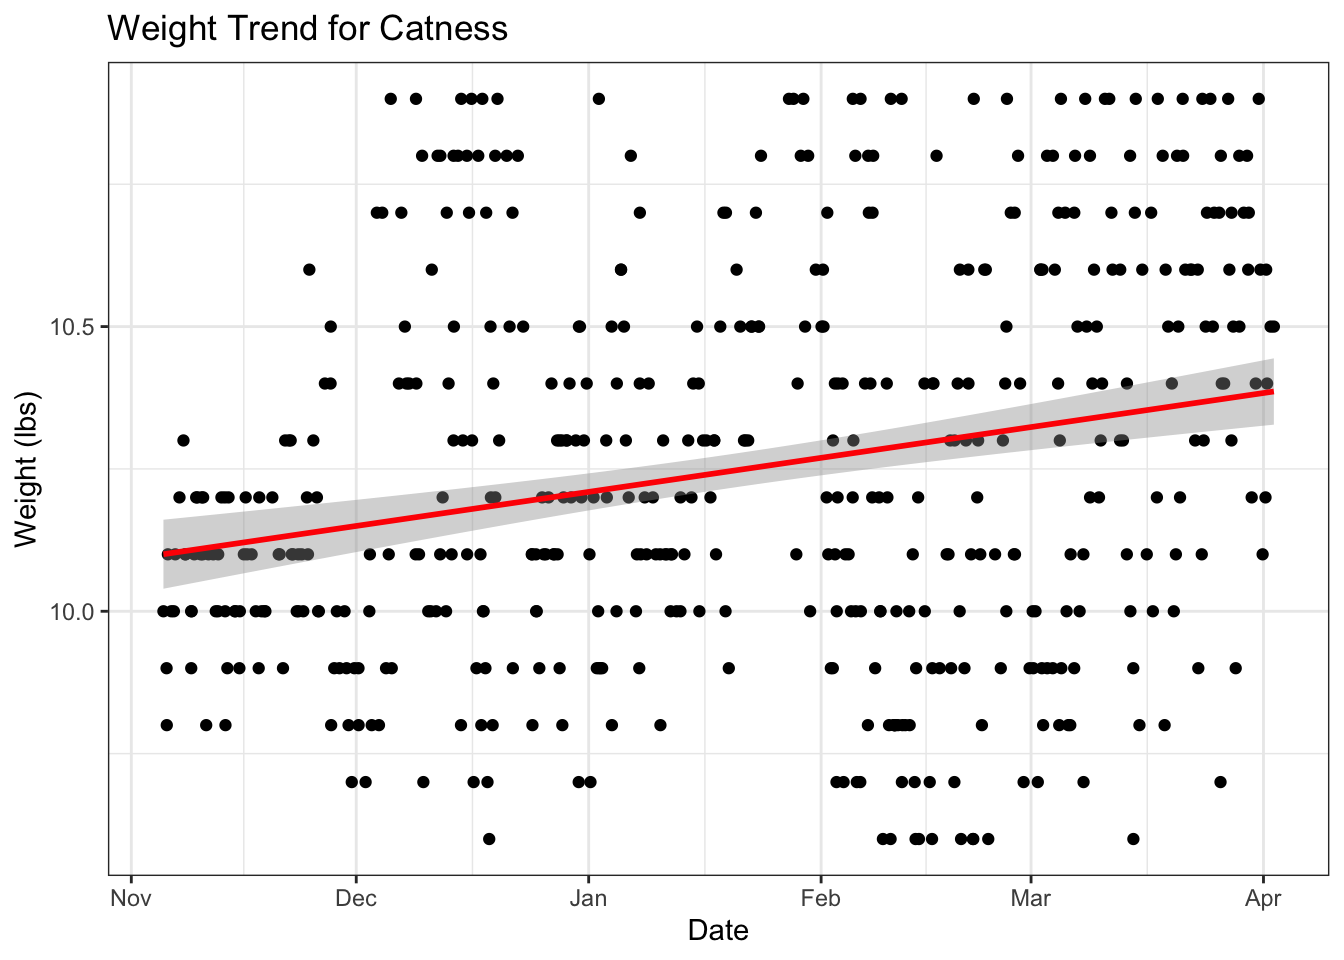 Weight Trend for Catness
Weight (lbs)
10.5
10.0
Nov Dec Jan Feb Mar Apr
Date